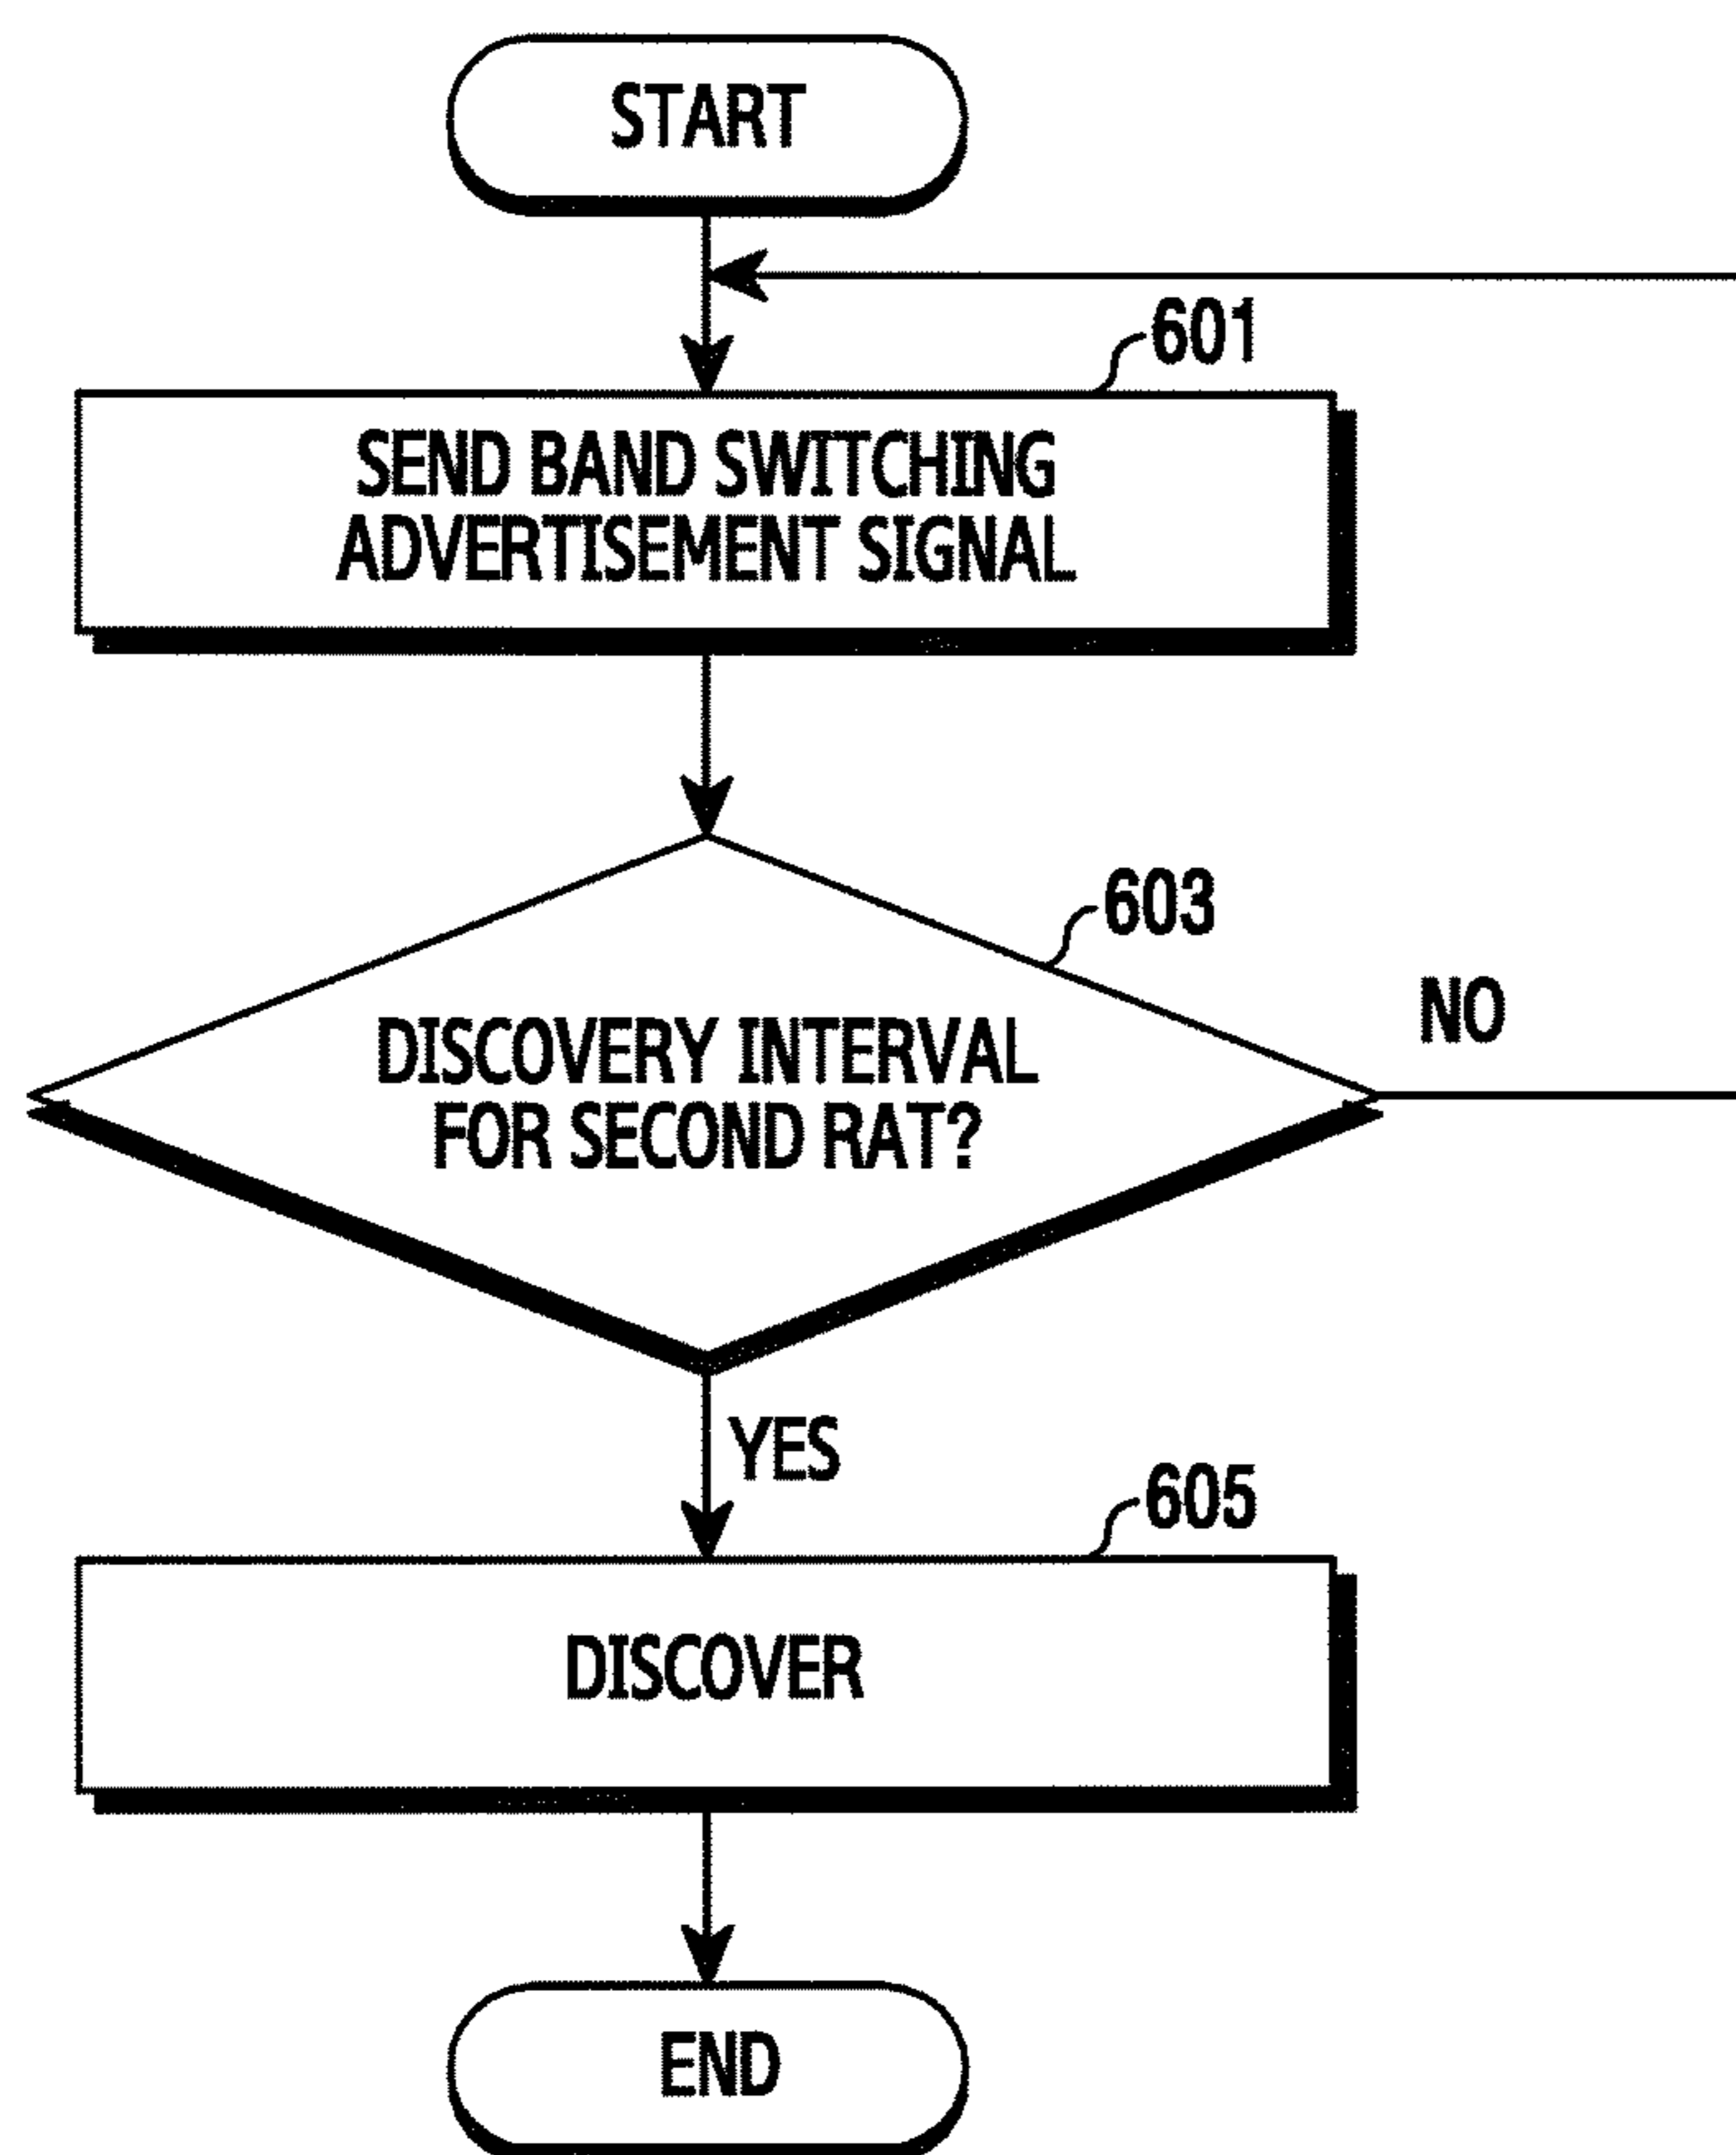 START
601
SEND BAND SWITCHING
ADVERTISEMENT SIGNAL
603
NO
DISCOVERY INTERVAL
FOR SECOND RAT?
YES
605
DISCOVER
END